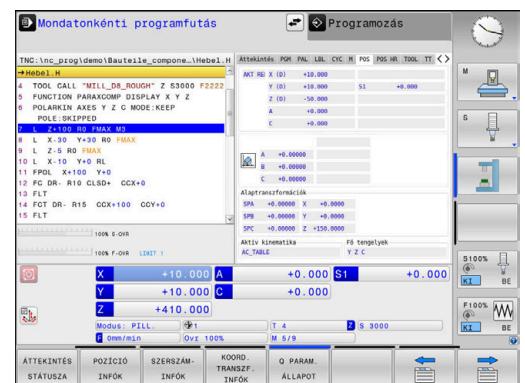 Mondatonkénti programfutás
Programozás
TNC:\nc_prog\demo\Bauteile_compone…\Hebel.H
→Hebel.H
4 TOOL CALL "MILL_D8_ROUGH" Z S3000 F2222
5 FUNCTION PARAXCOMP DISPLAY X Y Z
6 POLARKIN AXES Y Z C MODE:KEEP
POLE:SKIPPED
7 L Z+100 R0 FMAX M3
8 L X-30 Y+30 R0 FMAX
9 L Z-5 R0 FMAX
10 L X-10 Y+0 RL
11 FPOL X+100 Y+0
12 FC DR- R10 CLSD+ CCX+0
13 FLT
14 FCT DR- R15 CCX+100 CCY+0
15 FLT
100% S-OVR
100% F-OVR LIMIT 1
Áttekintés PGM PAL LBL CYC M POS POS HR TOOL TT
X (D) +10.000
Y (D) +10.000 S1 +0.000
Z (D) -50.000
A +0.000
C +0.000
A +0.00000
B +0.00000
C +0.00000
Alaptranszformációk
SPA +0.00000 X +0.0000
SPB +0.00000 Y +0.0000
SPC +0.00000 Z +150.0000
Aktív kinematika Fő tengelyek
AC_TABLE Y Z C
X +10.000 A +0.000 S1 +0.000
Y +10.000 C +0.000
Z +410.000
Modus: PILL. 1 T 4 Z S 3000
F 0mm/min Ovr 100% M 5/9
M
S
S100%
KI BE
F100%
KI BE
ÁTTEKINTÉS STÁTUSZA
POZÍCIÓ INFÓK
SZERSZÁM- INFÓK
KOORD. TRANSZF. INFÓK
Q PARAM. ÁLLAPOT